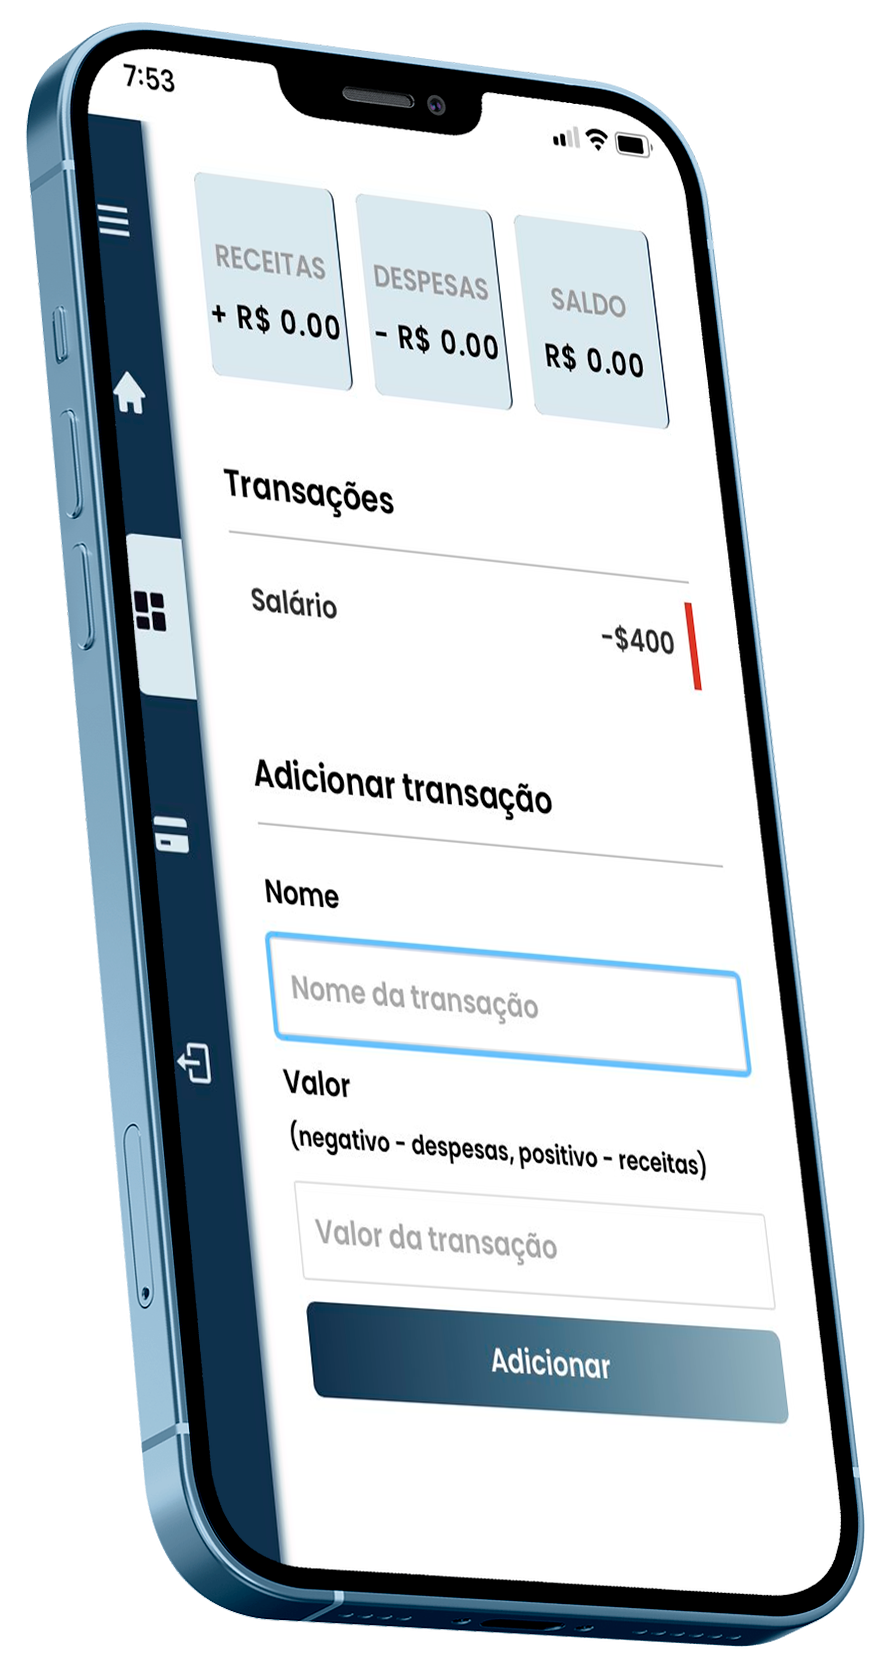 7:53
RECEITAS
+ R$ 0.00
DESPESAS
- R$ 0.00
SALDO
R$ 0.00
Transações
Salário
-$400
Adicionar transação
Nome
Nome da transação
Valor
(negativo - despesas, positivo - receitas)
Valor da transação
Adicionar